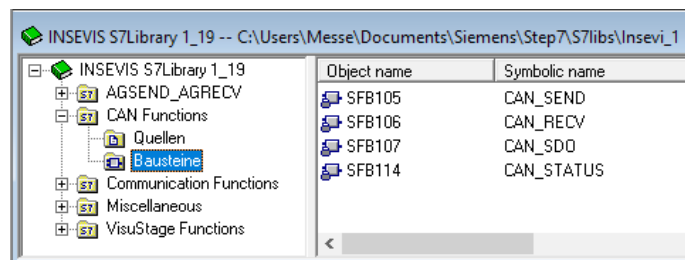 INSEVIS S7Library 1_19 -- C:\Users\Messe\Documents\Siemens\Step7\S7libs\Insevi_1
INSEVIS S7Library 1_19
AGSEND_AGRECV
CAN Functions
Quellen
Bausteine
Communication Functions
Miscellaneous
VisuStage Functions
Object name Symbolic name
SFB105 CAN_SEND
SFB106 CAN_RECV
SFB107 CAN_SDO
SFB114 CAN_STATUS